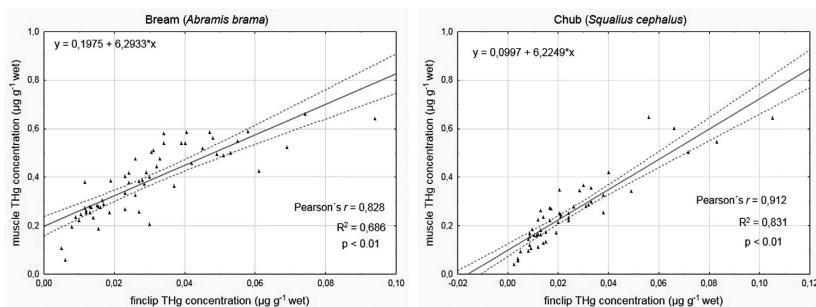 Bream (Abramis brama)
y = 0,1975 + 6,2933*x
muscle THg concentration (µg g⁻¹ wet)
1,0
0,8
0,6
0,4
0,2
0,0
Pearson´s r = 0,828
R² = 0,686
p < 0.01
0,00 0,02 0,04 0,06 0,08 0,10
finclip THg concentration (µg g⁻¹ wet)
Chub (Squalius cephalus)
y = 0,0997 + 6,2249*x
muscle THg concentration (µg g⁻¹ wet)
1,0
0,8
0,6
0,4
0,2
0,0
Pearson´s r = 0,912
R² = 0,831
p < 0.01
-0,02 0,00 0,02 0,04 0,06 0,08 0,10 0,12
finclip THg concentration (µg g⁻¹ wet)